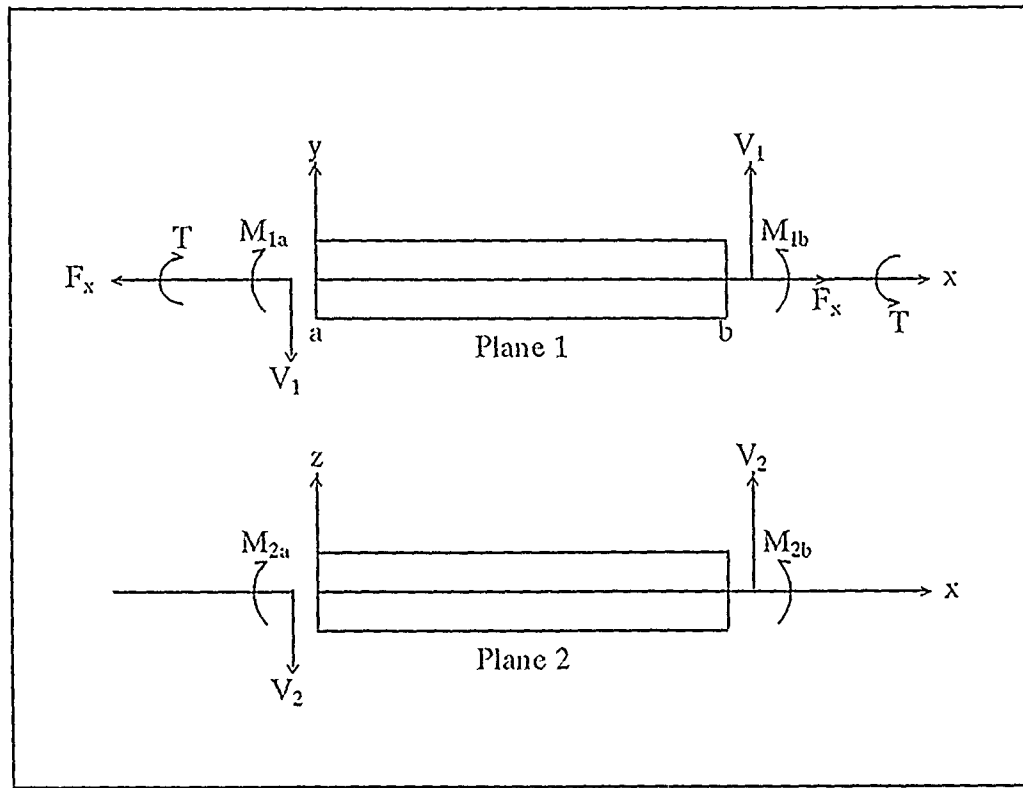 y V₁
T M₁ₐ M₁b
Fₓ x
Fₓ T
a b
V₁ Plane 1
z V₂
M₂ₐ M₂b
x
V₂ Plane 2